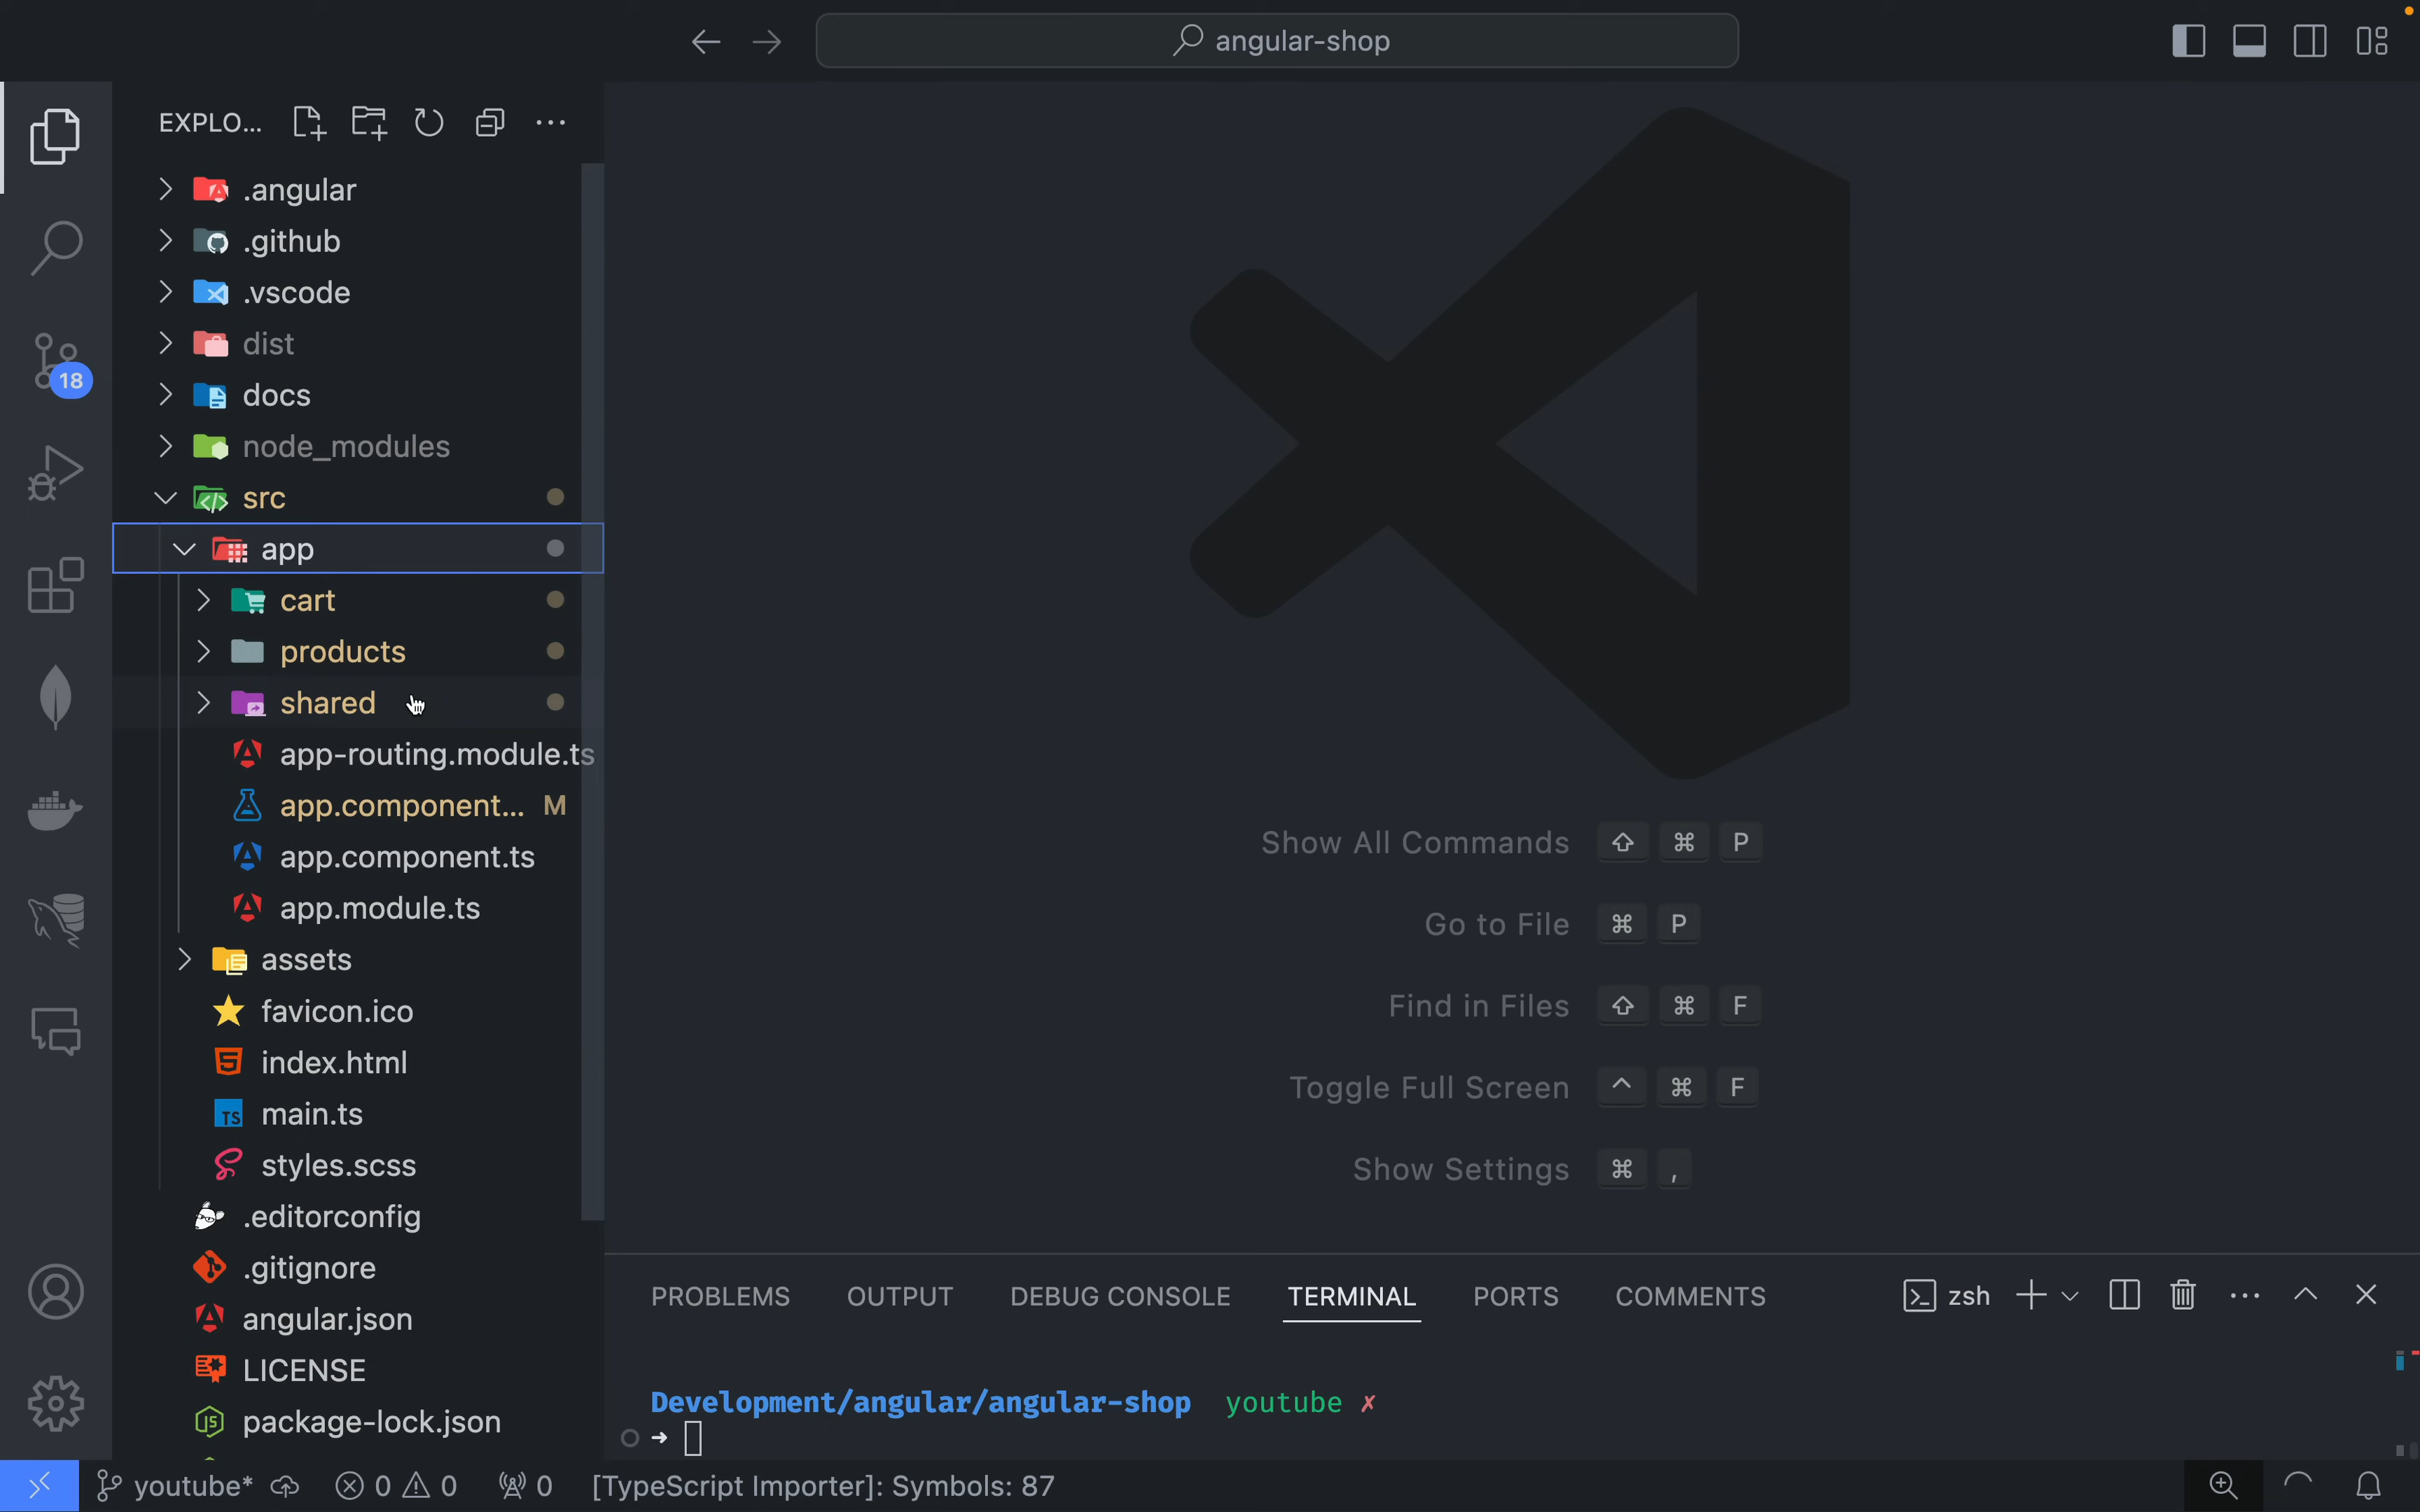 angular-shop
EXPLO...
.angular
.github
.vscode
dist
docs
node_modules
src
app
cart
products
shared
app-routing.module.ts
app.component... M
app.component.ts
app.module.ts
assets
favicon.ico
index.html
TS main.ts
styles.scss
.editorconfig
.gitignore
angular.json
LICENSE
JS package-lock.json
18
Show All Commands ⇧ ⌘ P
Go to File ⌘ P
Find in Files ⇧ ⌘ F
Toggle Full Screen ^ ⌘ F
Show Settings ⌘ ,
PROBLEMS OUTPUT DEBUG CONSOLE TERMINAL PORTS COMMENTS zsh
Development/angular/angular-shop youtube ✗
➜
youtube* 0 0 0 [TypeScript Importer]: Symbols: 87